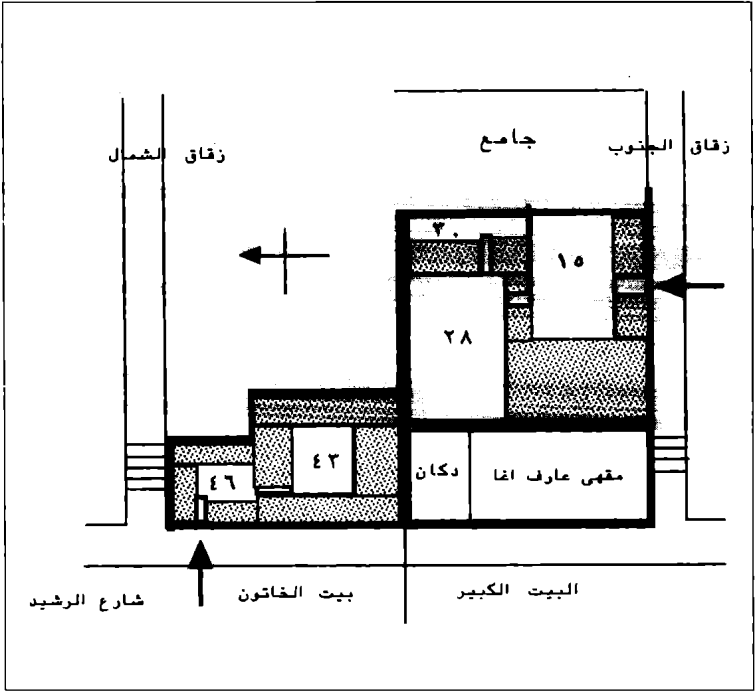 جامع
زقاق الجنوب
زقاق الشمال
٣٠
١٥
٢٨
٤٣
٤٦
مقهى عارف اغا
دكان
البيت الكبير
بيت الخاتون
شارع الرشيد